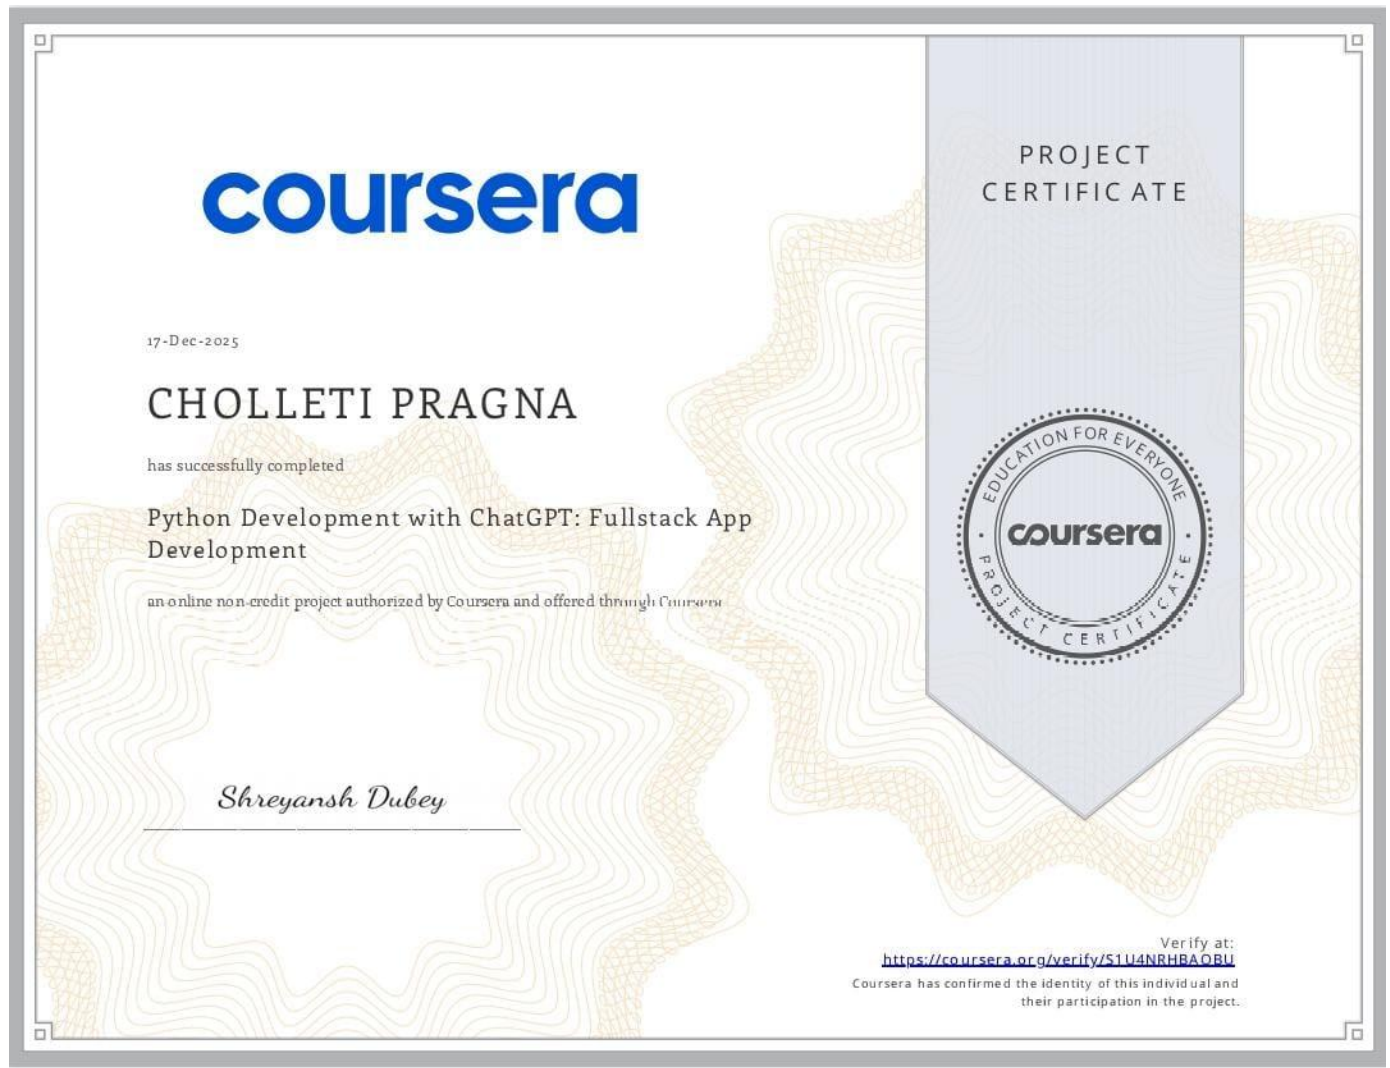 coursera
PROJECT
CERTIFICATE
17-Dec-2025
CHOLLETI PRAGNA
has successfully completed
Python Development with ChatGPT: Fullstack App
Development
an online non-credit project authorized by Coursera and offered through Coursera
EDUCATION FOR EVERYONE
coursera
PROJECT CERTIFICATE
Shreyansh Dubey
Verify at:
https://coursera.org/verify/S1U4NRHBAOBU
Coursera has confirmed the identity of this individual and
their participation in the project.